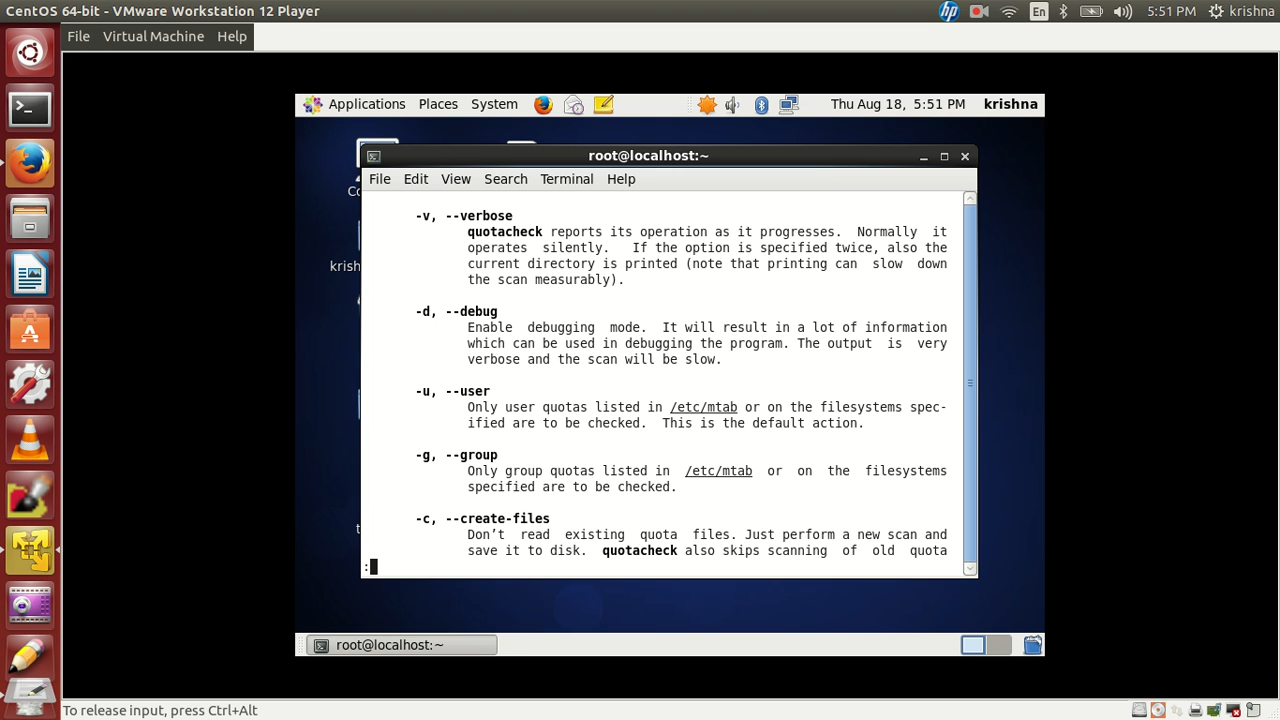 CentOS 64-bit - VMware Workstation 12 Player
En
5:51 PM
krishna
File Virtual Machine Help
Applications Places System
Thu Aug 18, 5:51 PM krishna
root@localhost:~
File Edit View Search Terminal Help
-v, --verbose
quotacheck reports its operation as it progresses. Normally it
operates silently. If the option is specified twice, also the
current directory is printed (note that printing can slow down
the scan measurably).
-d, --debug
Enable debugging mode. It will result in a lot of information
which can be used in debugging the program. The output is very
verbose and the scan will be slow.
-u, --user
Only user quotas listed in /etc/mtab or on the filesystems spec-
ified are to be checked. This is the default action.
-g, --group
Only group quotas listed in /etc/mtab or on the filesystems
specified are to be checked.
-c, --create-files
Don’t read existing quota files. Just perform a new scan and
save it to disk. quotacheck also skips scanning of old quota
:
root@localhost:~
To release input, press Ctrl+Alt